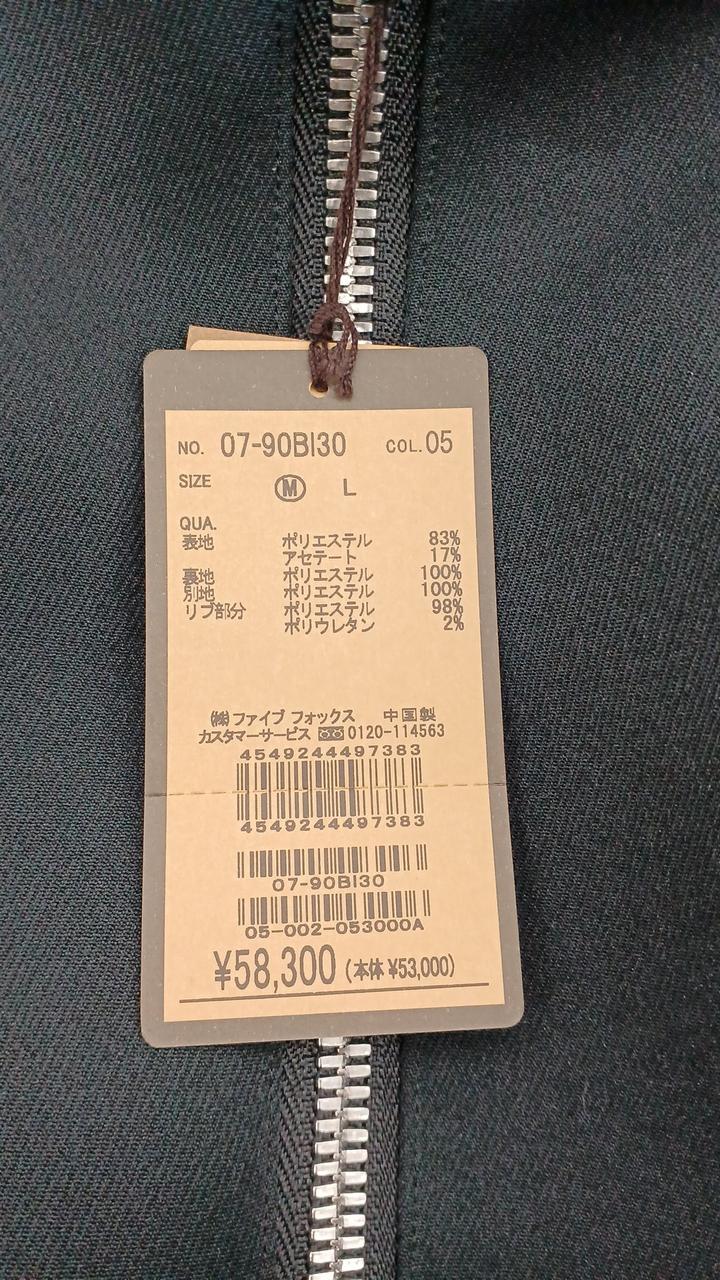 NO. 07-90BI30 COL.05
SIZE Ⓜ L
QUA.
表地 ポリエステル 83%
アセテート 17%
裏地 ポリエステル 100%
別地 ポリエステル 100%
リブ部分 ポリエステル 98%
ポリウレタン 2%
㈱ファイブ フォックス 中国製
カスタマーサービス 0120-114563
4549244497383
4549244497383
07-90BI30
05-002-053000A
¥58,300 (本体 ¥53,000)